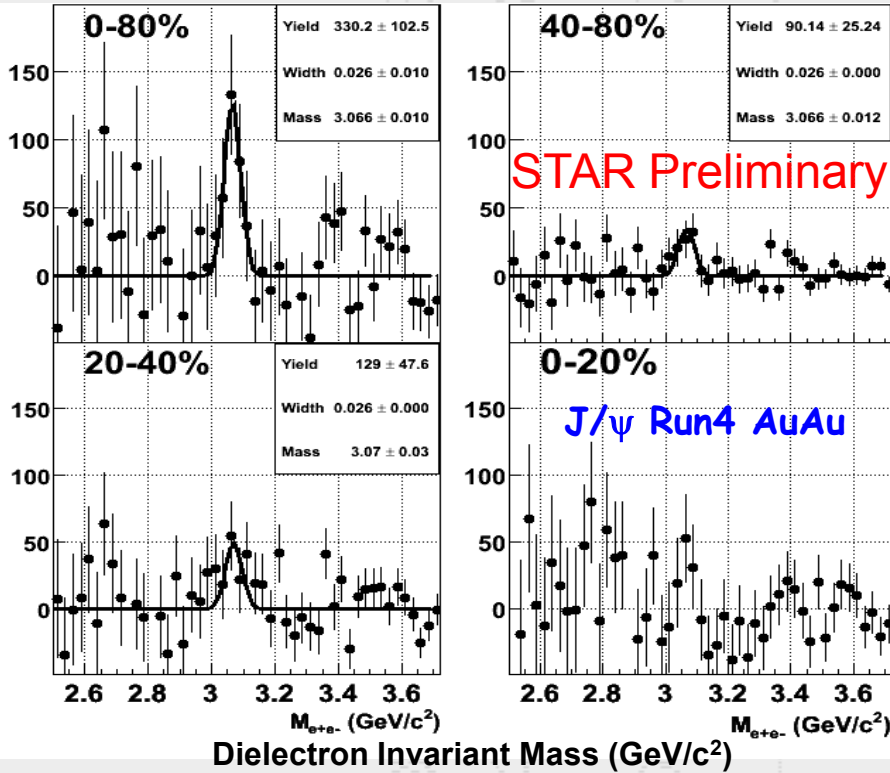 0-80%
Yield 330.2 ± 102.5
Width 0.026 ± 0.010
Mass 3.066 ± 0.010
150
100
50
0
40-80%
Yield 90.14 ± 25.24
Width 0.026 ± 0.000
Mass 3.066 ± 0.012
150
100
50
0
STAR Preliminary
20-40%
Yield 129 ± 47.6
Width 0.026 ± 0.000
Mass 3.07 ± 0.03
150
100
50
0
2.6 2.8 3 3.2 3.4 3.6
M_e+e- (GeV/c²)
0-20%
J/ψ Run4 AuAu
150
100
50
0
2.6 2.8 3 3.2 3.4 3.6
M_e+e- (GeV/c²)
Dielectron Invariant Mass (GeV/c²)